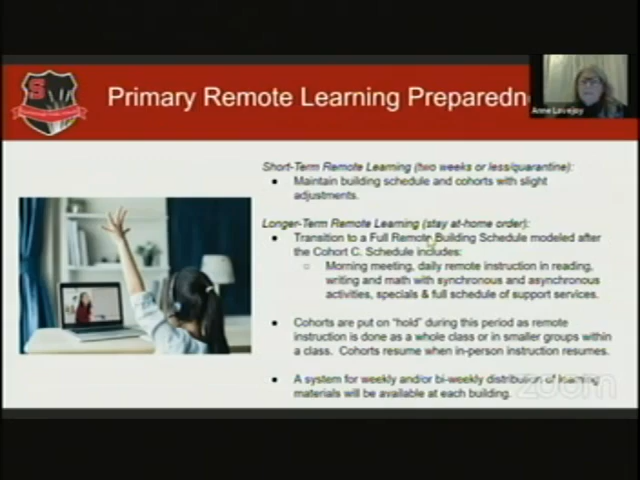 Primary Remote Learning Preparedn
Anne Lovejoy
S
Short-Term Remote Learning (two weeks or less/quarantine):
● Maintain building schedule and cohorts with slight
adjustments.
Longer-Term Remote Learning (stay at-home order):
● Transition to a Full Remote Building Schedule modeled after
the Cohort C. Schedule includes:
○ Morning meeting, daily remote instruction in reading,
writing and math with synchronous and asynchronous
activities, specials & full schedule of support services.
● Cohorts are put on “hold” during this period as remote
instruction is done as a whole class or in smaller groups within
a class. Cohorts resume when in-person instruction resumes.
● A system for weekly and/or bi-weekly distribution of learning
materials will be available at each building.
zoom